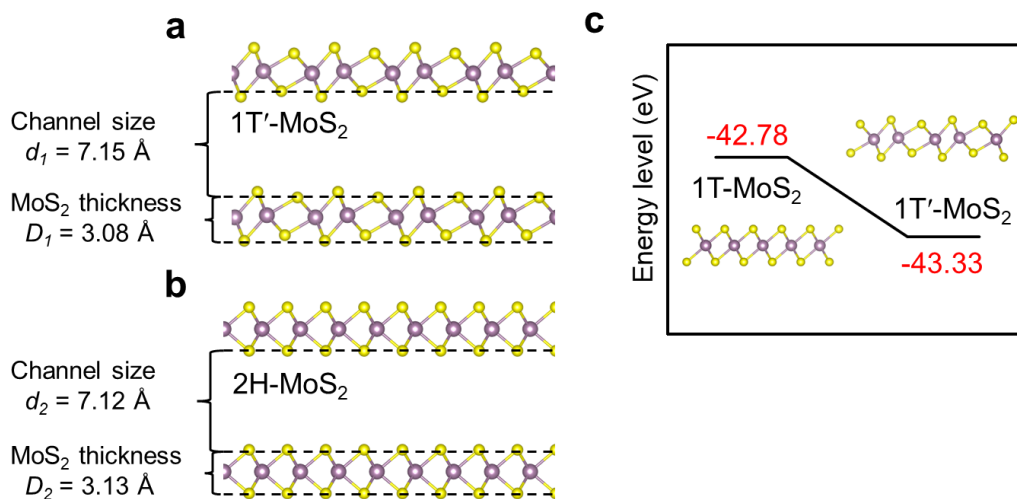 a
Channel size
d₁ = 7.15 Å
1T′-MoS₂
MoS₂ thickness
D₁ = 3.08 Å
b
Channel size
d₂ = 7.12 Å
2H-MoS₂
MoS₂ thickness
D₂ = 3.13 Å
c
Energy level (eV)
-42.78
1T-MoS₂
1T′-MoS₂
-43.33